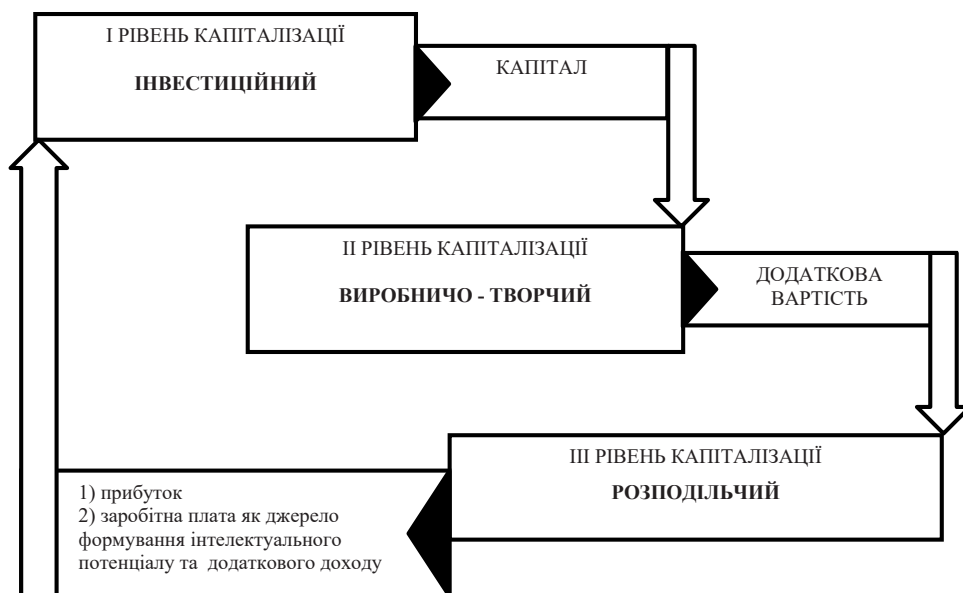 І РІВЕНЬ КАПІТАЛІЗАЦІЇ
ІНВЕСТИЦІЙНИЙ
КАПІТАЛ
ІІ РІВЕНЬ КАПІТАЛІЗАЦІЇ
ВИРОБНИЧО - ТВОРЧИЙ
ДОДАТКОВА
ВАРТІСТЬ
ІІІ РІВЕНЬ КАПІТАЛІЗАЦІЇ
РОЗПОДІЛЬЧИЙ
1) прибуток
2) заробітна плата як джерело
формування інтелектуального
потенціалу та додаткового доходу